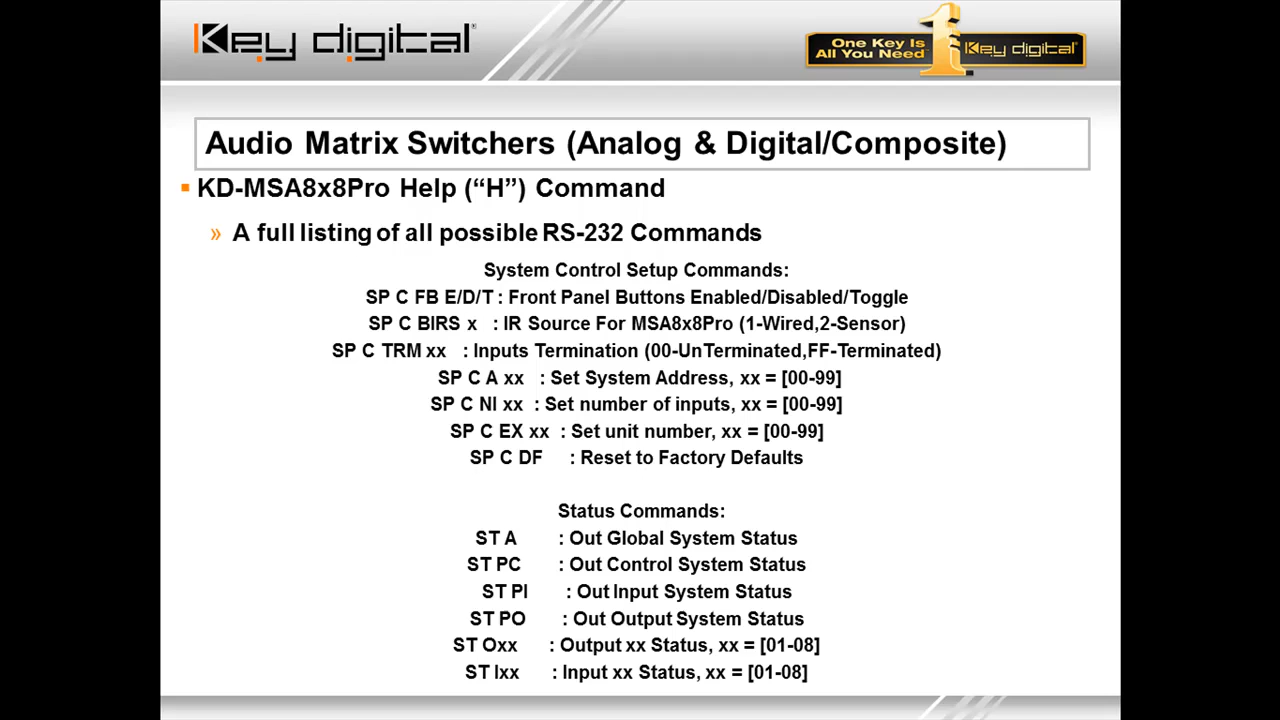 Key digital
One Key Is
All You Need
1
Key digital
Audio Matrix Switchers (Analog & Digital/Composite)
KD-MSA8x8Pro Help (“H”) Command
» A full listing of all possible RS-232 Commands
System Control Setup Commands:
SP C FB E/D/T : Front Panel Buttons Enabled/Disabled/Toggle
SP C BIRS x : IR Source For MSA8x8Pro (1-Wired,2-Sensor)
SP C TRM xx : Inputs Termination (00-UnTerminated,FF-Terminated)
SP C A xx : Set System Address, xx = [00-99]
SP C NI xx : Set number of inputs, xx = [00-99]
SP C EX xx : Set unit number, xx = [00-99]
SP C DF : Reset to Factory Defaults
Status Commands:
ST A : Out Global System Status
ST PC : Out Control System Status
ST PI : Out Input System Status
ST PO : Out Output System Status
ST Oxx : Output xx Status, xx = [01-08]
ST Ixx : Input xx Status, xx = [01-08]